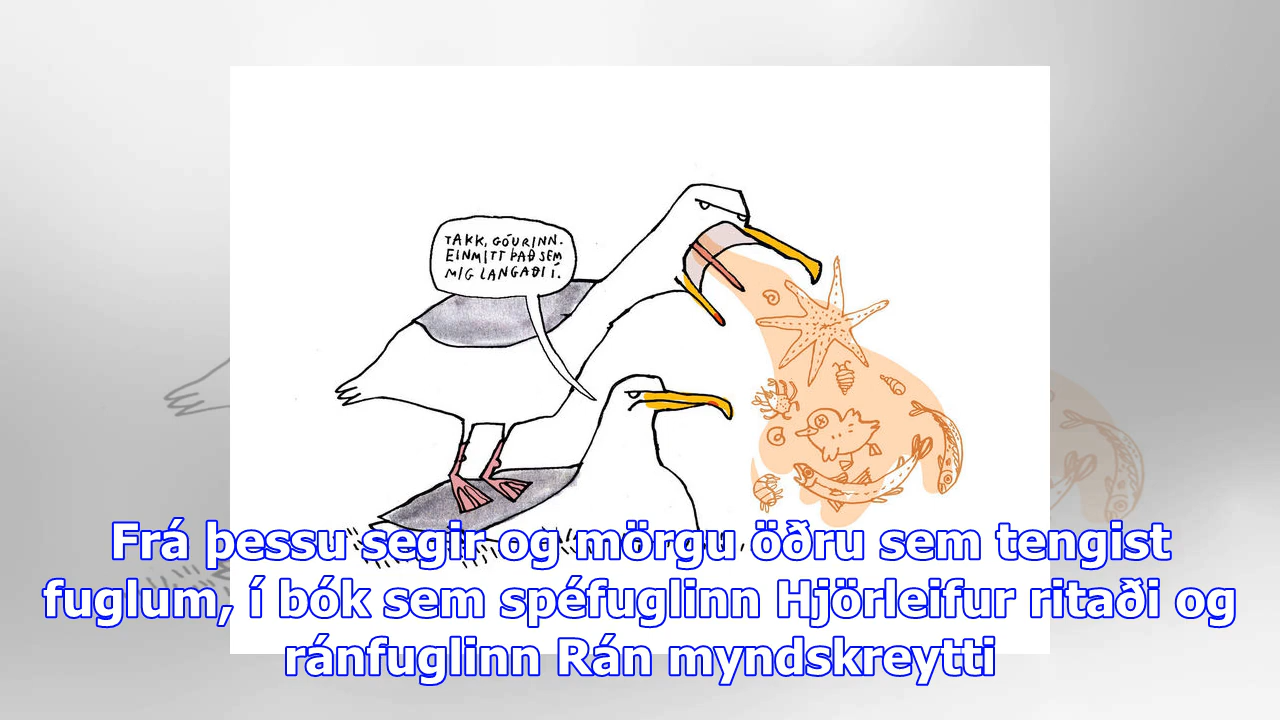 TAKK, GÓURINN.
EINMITT ÞAÐ SEM
MIG LANGAÐI Í.
Frá þessu segir og mörgu öðru sem tengist
fuglum, í bók sem spéfuglinn Hjörleifur ritaði og
ránfuglinn Rán myndskreytti